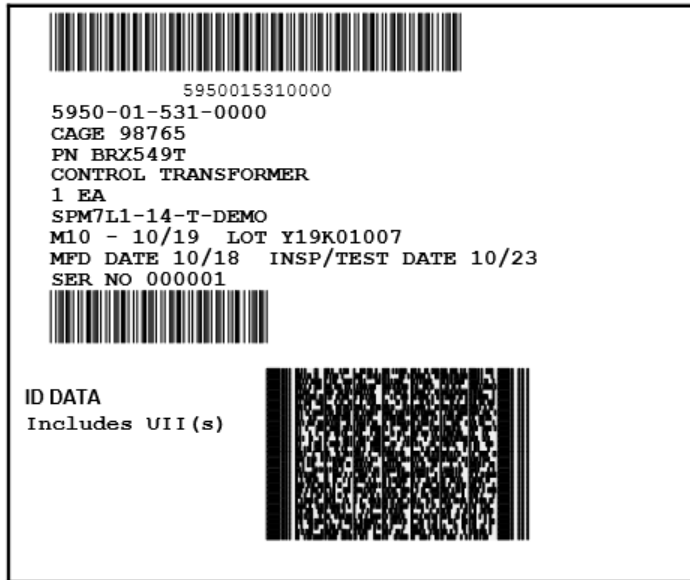 5950015310000
5950-01-531-0000
CAGE 98765
PN BRX549T
CONTROL TRANSFORMER
1 EA
SPM7L1-14-T-DEMO
M10 - 10/19 LOT Y19K01007
MFD DATE 10/18 INSP/TEST DATE 10/23
SER NO 000001
ID DATA
Includes UII(s)